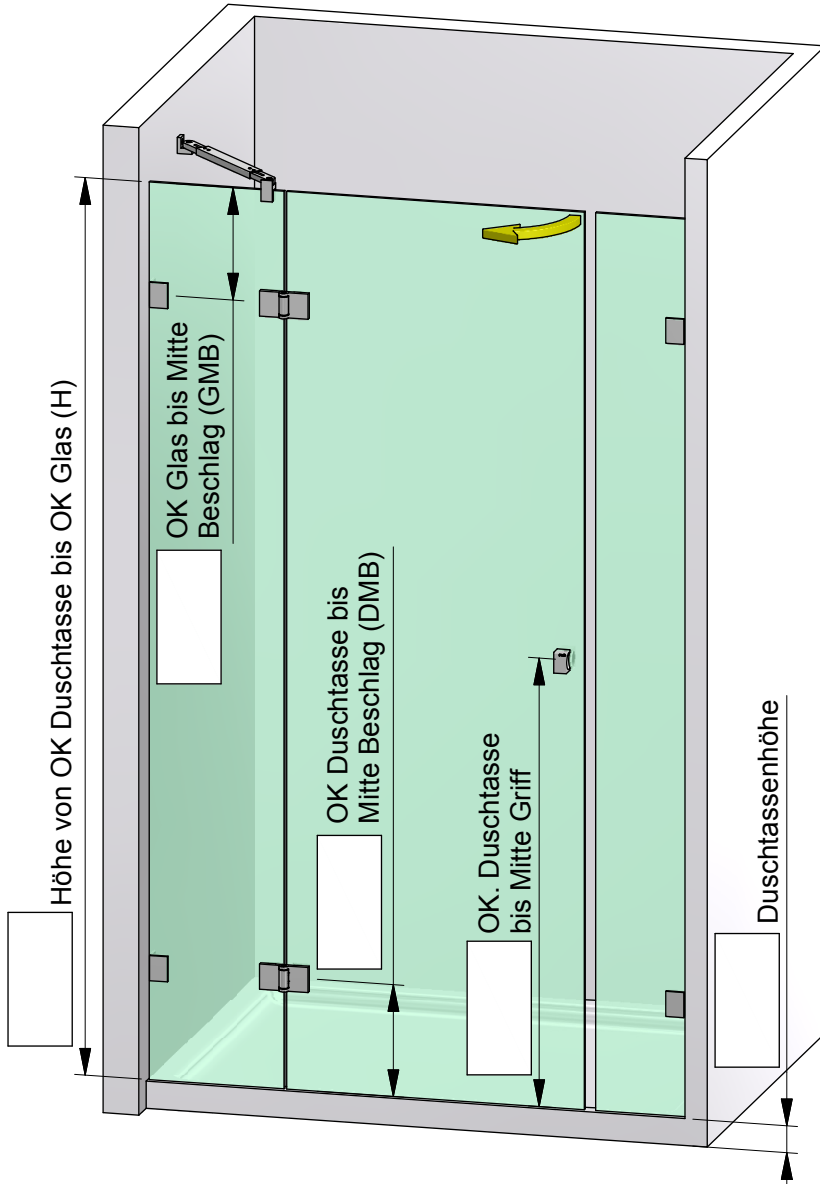 Höhe von OK Duschtasse bis OK Glas (H)
OK Glas bis Mitte
Beschlag (GMB)
OK Duschtasse bis
Mitte Beschlag (DMB)
OK. Duschtasse
bis Mitte Griff
Duschtassenhöhe